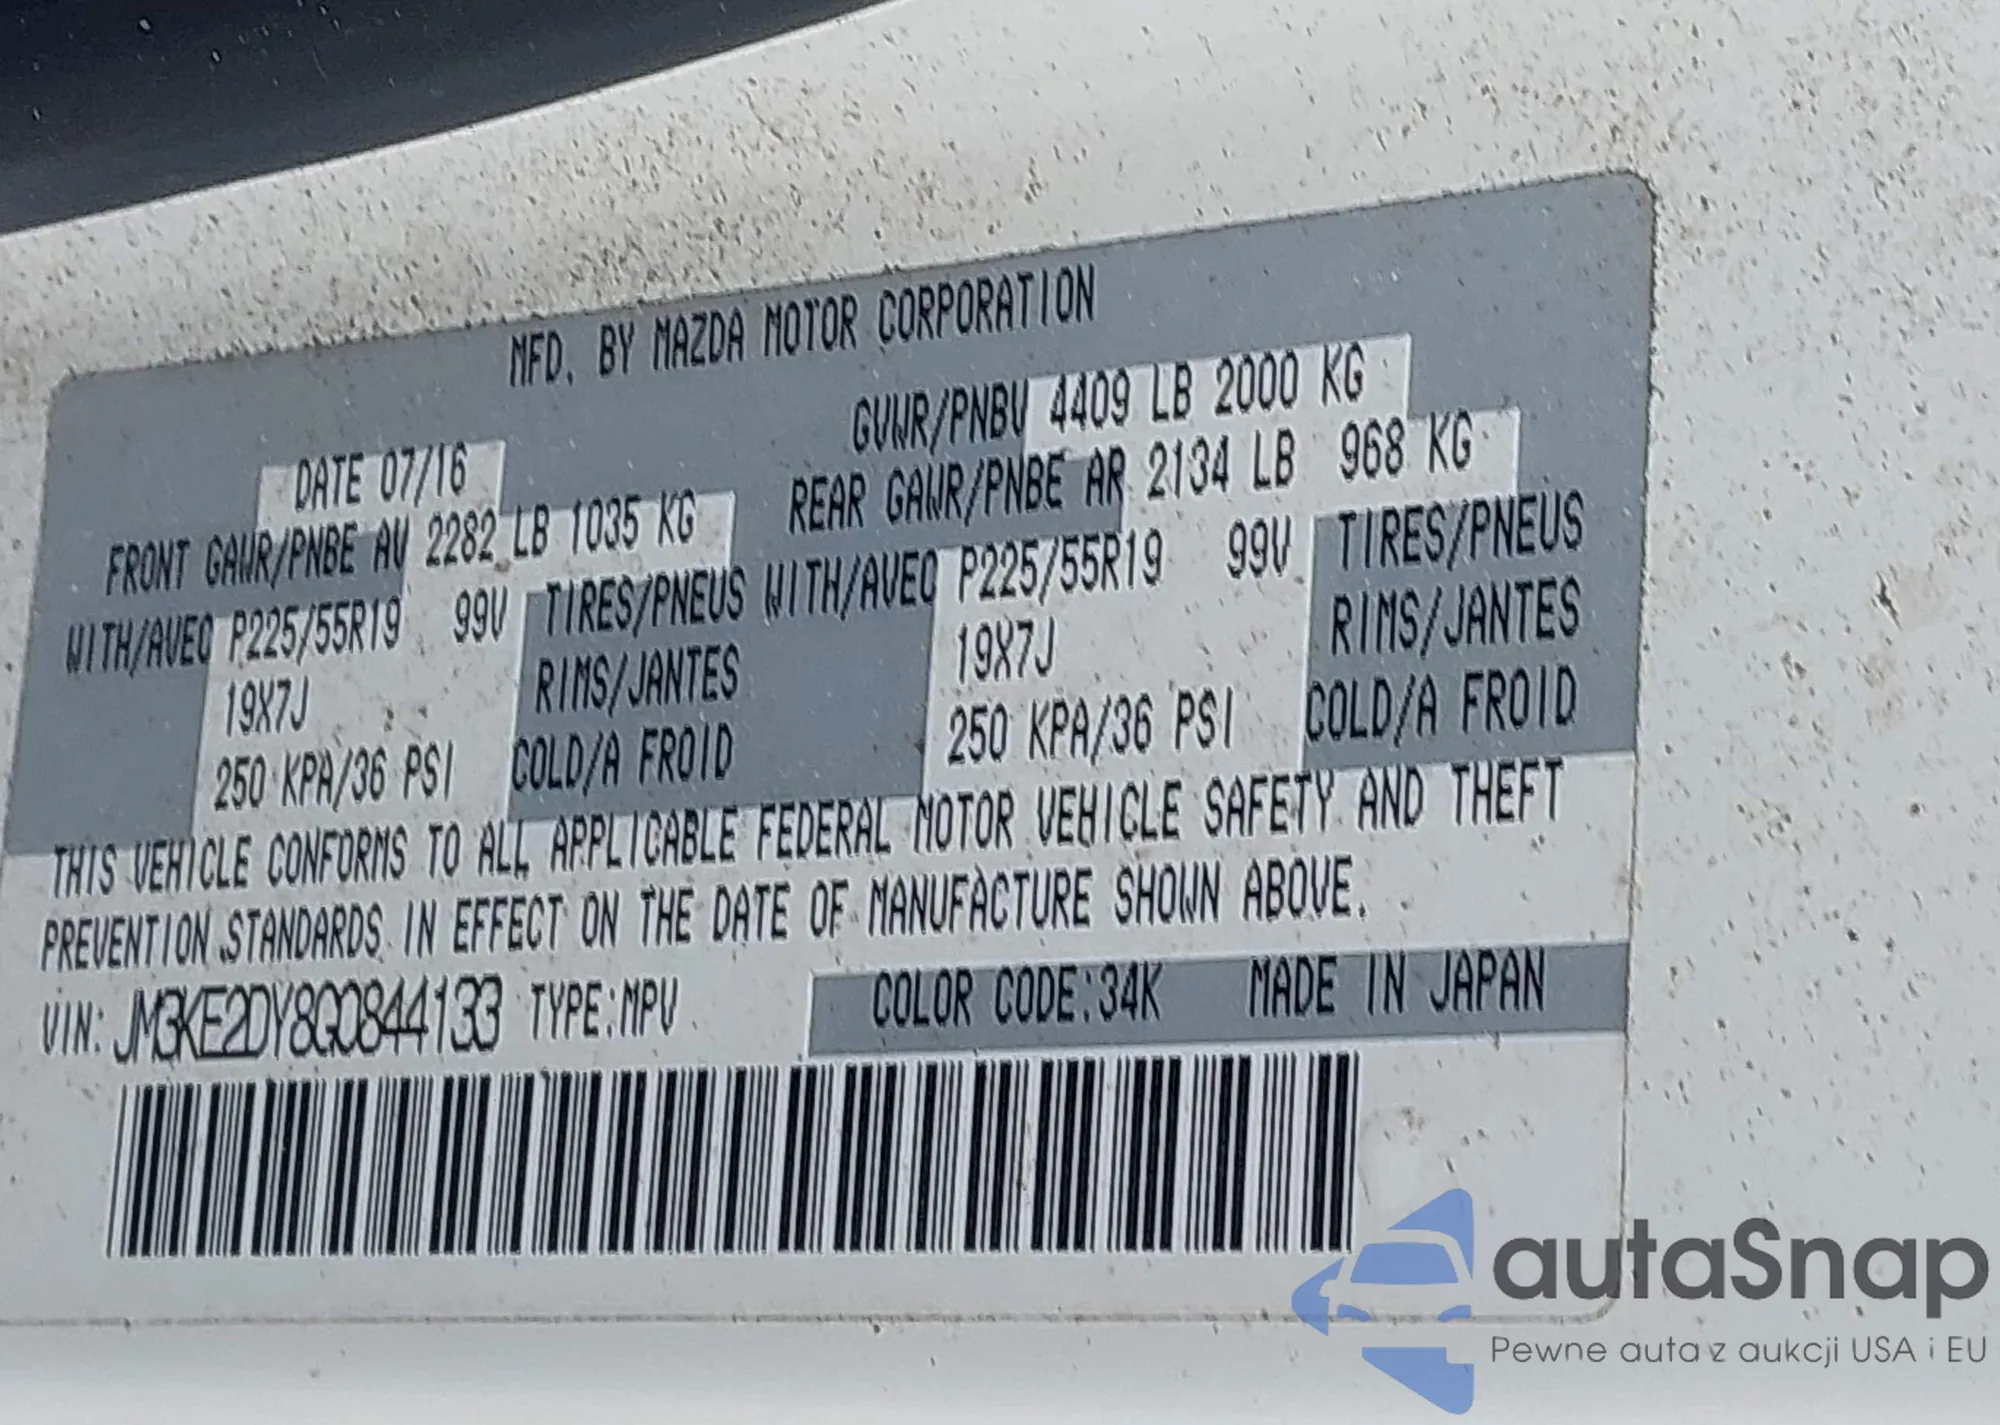 MFD. BY MAZDA MOTOR CORPORATION
DATE 07/16 GVWR/PNBV 4409 LB 2000 KG
FRONT GAWR/PNBE AV 2282 LB 1035 KG REAR GAWR/PNBE AR 2134 LB 968 KG
WITH/AVEC P225/55R19 99V TIRES/PNEUS WITH/AVEC P225/55R19 99V TIRES/PNEUS
19X7J RIMS/JANTES 19X7J RIMS/JANTES
250 KPA/36 PSI COLD/A FROID 250 KPA/36 PSI COLD/A FROID
THIS VEHICLE CONFORMS TO ALL APPLICABLE FEDERAL MOTOR VEHICLE SAFETY AND THEFT
PREVENTION STANDARDS IN EFFECT ON THE DATE OF MANUFACTURE SHOWN ABOVE.
VIN: JM3KE2DY8G0844133 TYPE:MPV COLOR CODE:34K MADE IN JAPAN
autaSnap
Pewne auta z aukcji USA i EU